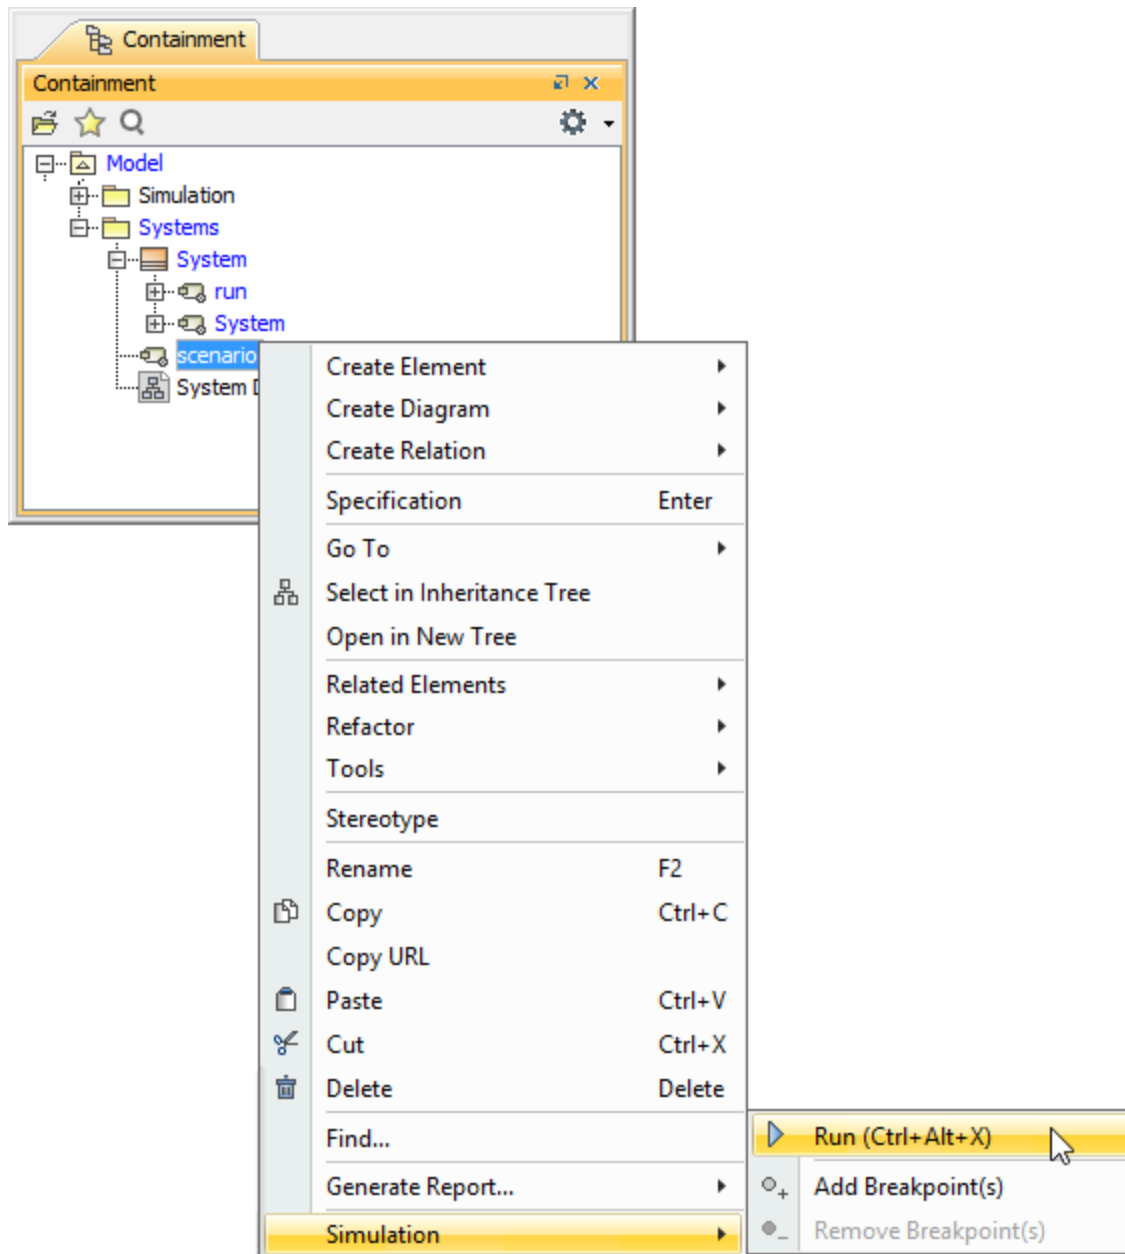 Containment
Containment
Model
Simulation
Systems
System
run
System
scenario
System D
Create Element
Create Diagram
Create Relation
Specification Enter
Go To
Select in Inheritance Tree
Open in New Tree
Related Elements
Refactor
Tools
Stereotype
Rename F2
Copy Ctrl+C
Copy URL
Paste Ctrl+V
Cut Ctrl+X
Delete Delete
Find...
Generate Report...
Simulation
Run (Ctrl+Alt+X)
Add Breakpoint(s)
Remove Breakpoint(s)